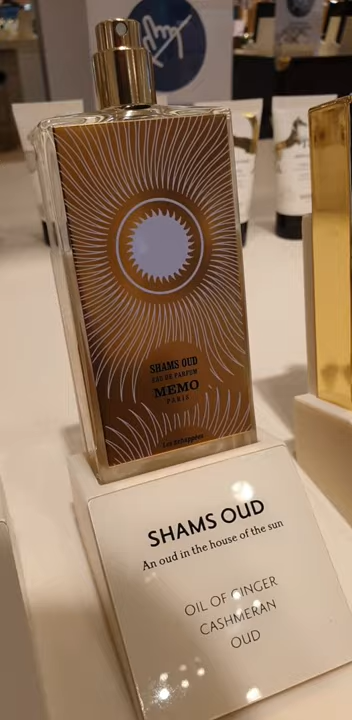 SHAMS OUD
EAU DE PARFUM
MEMO
PARIS
Les Echappées
SHAMS OUD
An oud in the house of the sun
OIL OF GINGER
CASHMERAN
OUD